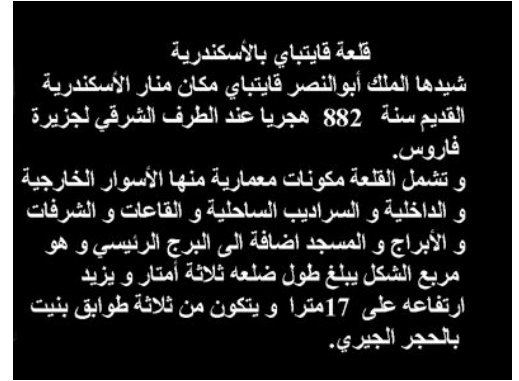 قلعة قايتباي بالأسكندرية
شيدها الملك أبوالنصر قايتباي مكان منار الأسكندرية
القديم سنة 882 هجريا عند الطرف الشرقي لجزيرة
فاروس.
و تشمل القلعة مكونات معمارية منها الأسوار الخارجية
و الداخلية و السراديب الساحلية و القاعات و الشرفات
و الأبراج و المسجد اضافة الى البرج الرئيسي و هو
مربع الشكل يبلغ طول ضلعه ثلاثة أمتار و يزيد
ارتفاعه على 17مترا و يتكون من ثلاثة طوابق بنيت
بالحجر الجيري.